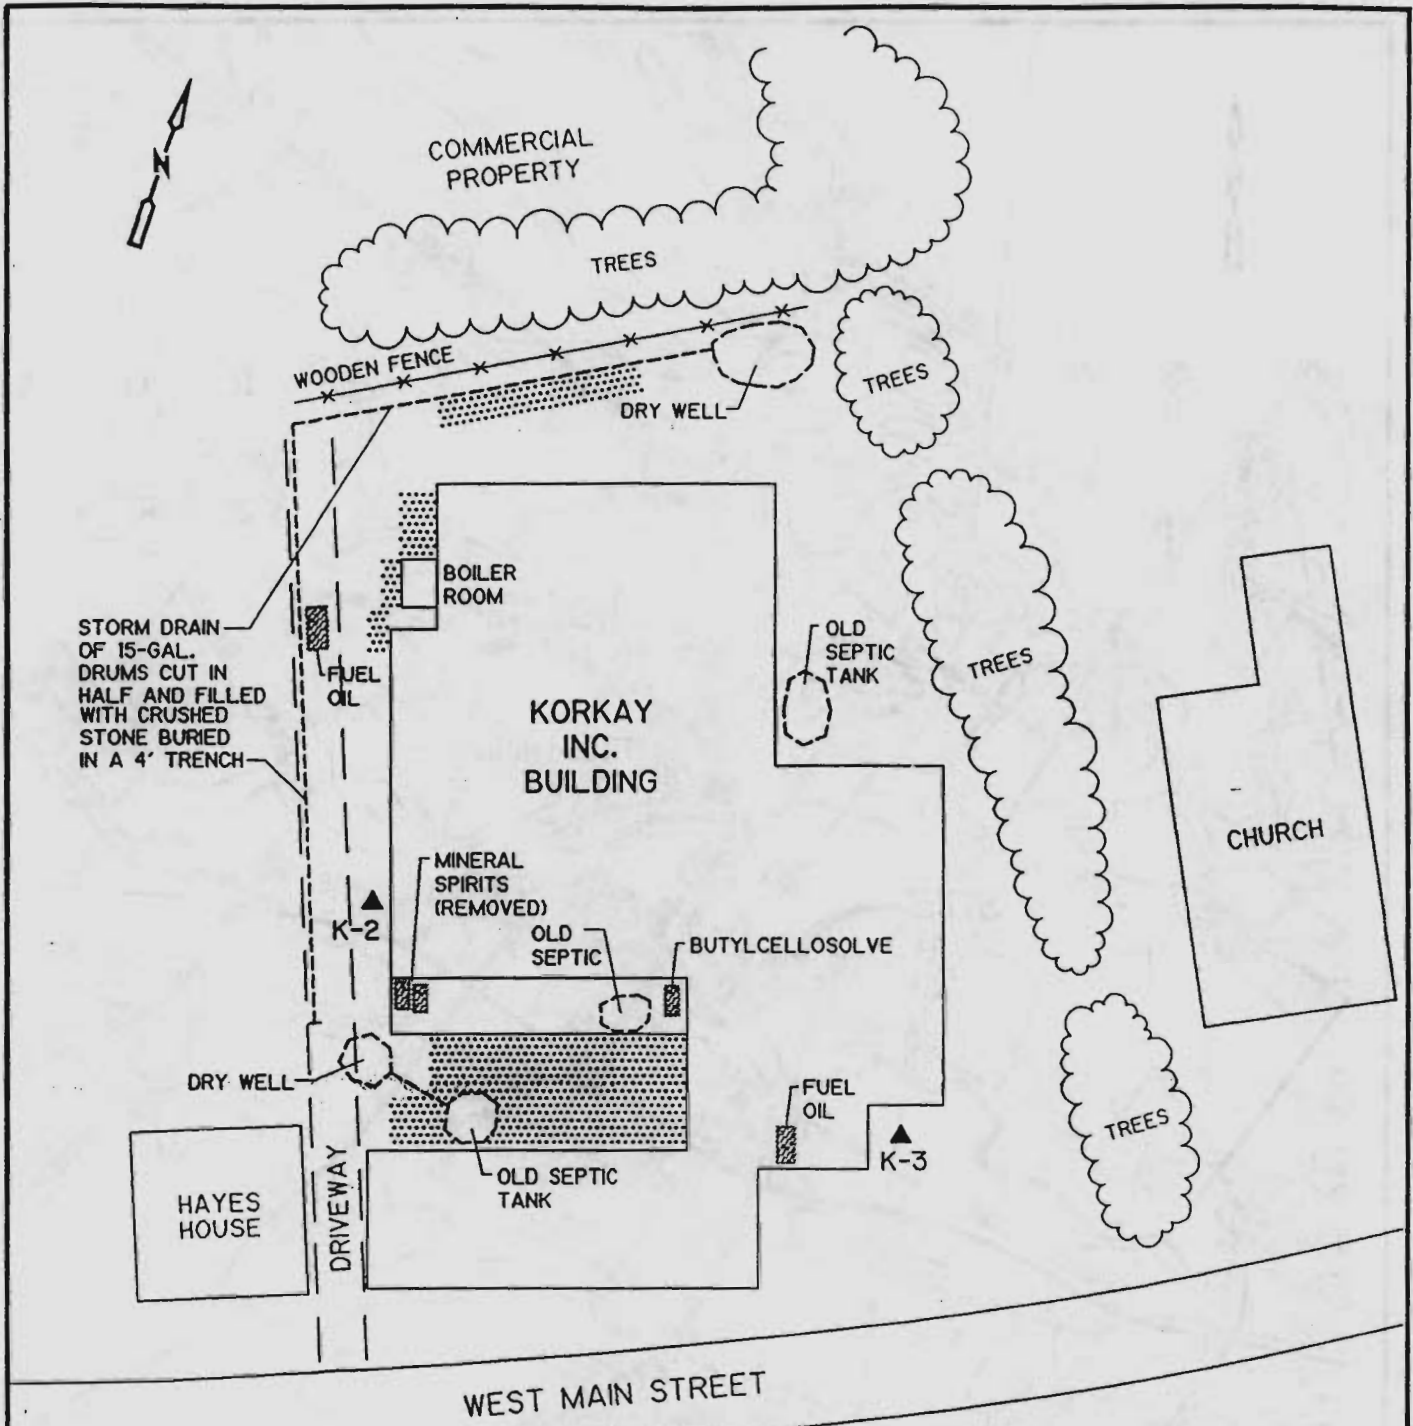 N
COMMERCIAL
PROPERTY
TREES
WOODEN FENCE
TREES
DRY WELL
BOILER
ROOM
STORM DRAIN
OF 15-GAL.
DRUMS CUT IN
HALF AND FILLED
WITH CRUSHED
STONE BURIED
IN A 4' TRENCH
FUEL
OIL
OLD
SEPTIC
TANK
TREES
KORKAY
INC.
BUILDING
CHURCH
MINERAL
SPIRITS
(REMOVED)
K-2
OLD
SEPTIC
BUTYLCELLOSOLVE
DRY WELL
FUEL
OIL
TREES
K-3
OLD SEPTIC
TANK
HAYES
HOUSE
DRIVEWAY
WEST MAIN STREET